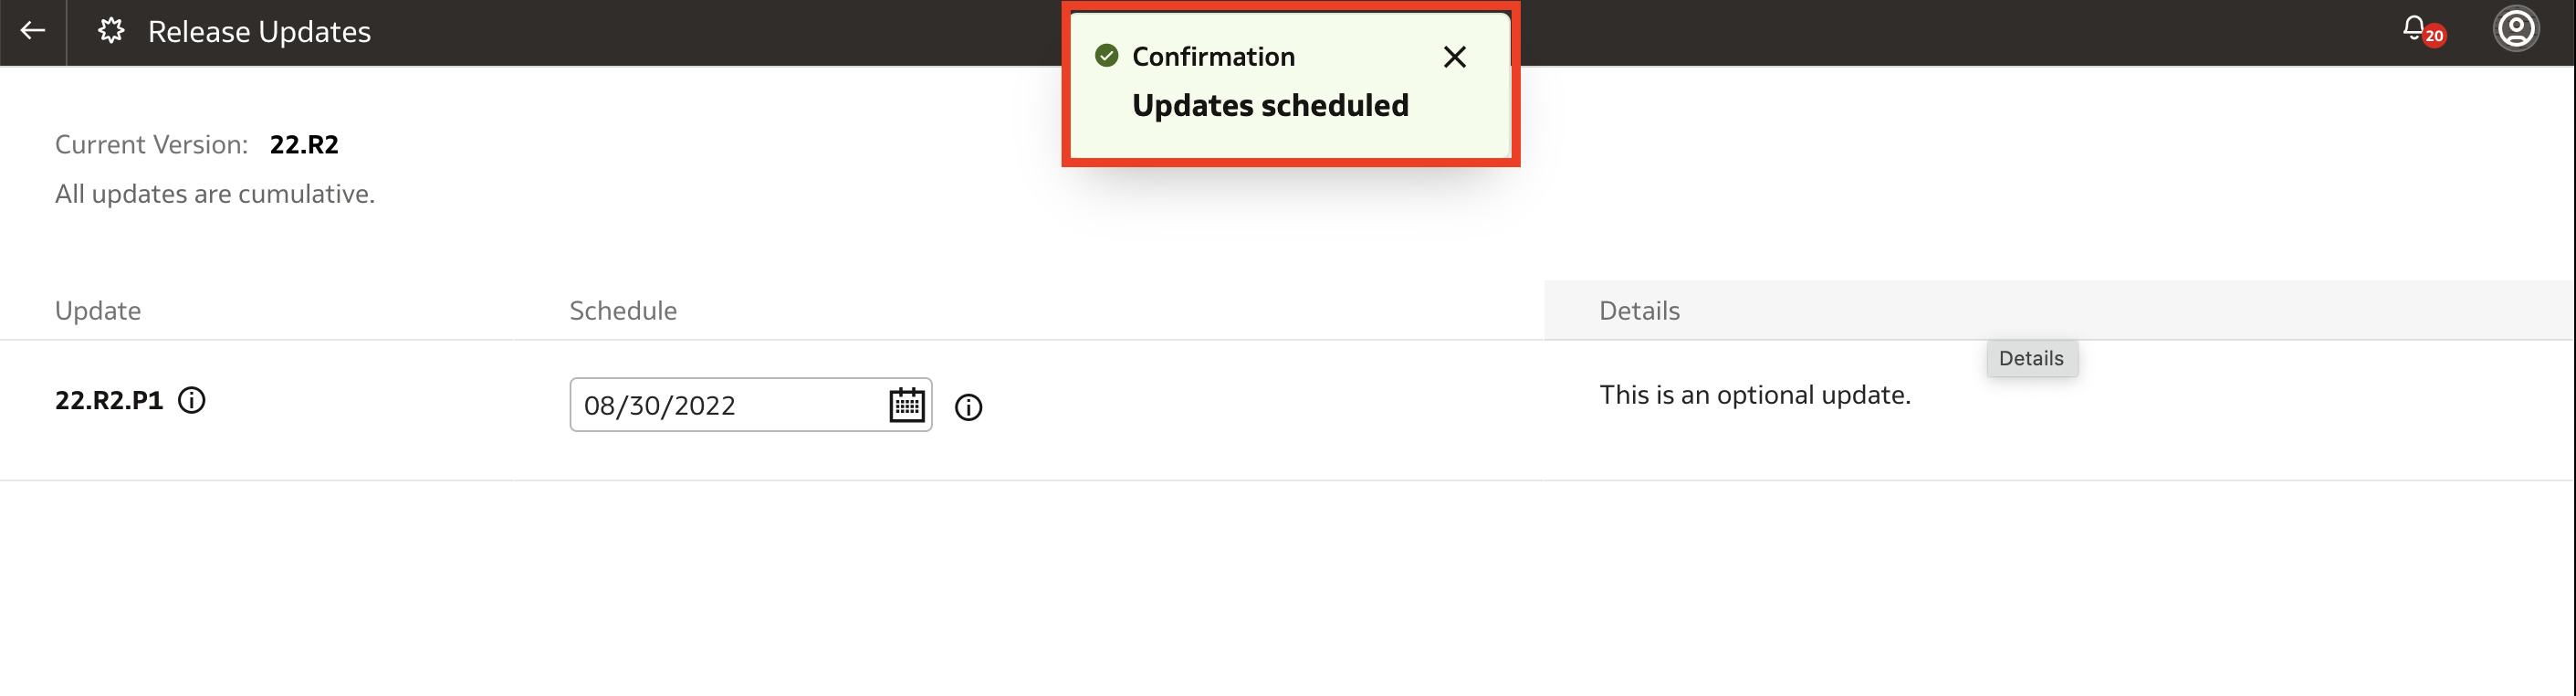 Release Updates
Confirmation
Updates scheduled
20
Current Version: 22.R2
All updates are cumulative.
Update Schedule Details
Details
22.R2.P1 08/30/2022 This is an optional update.